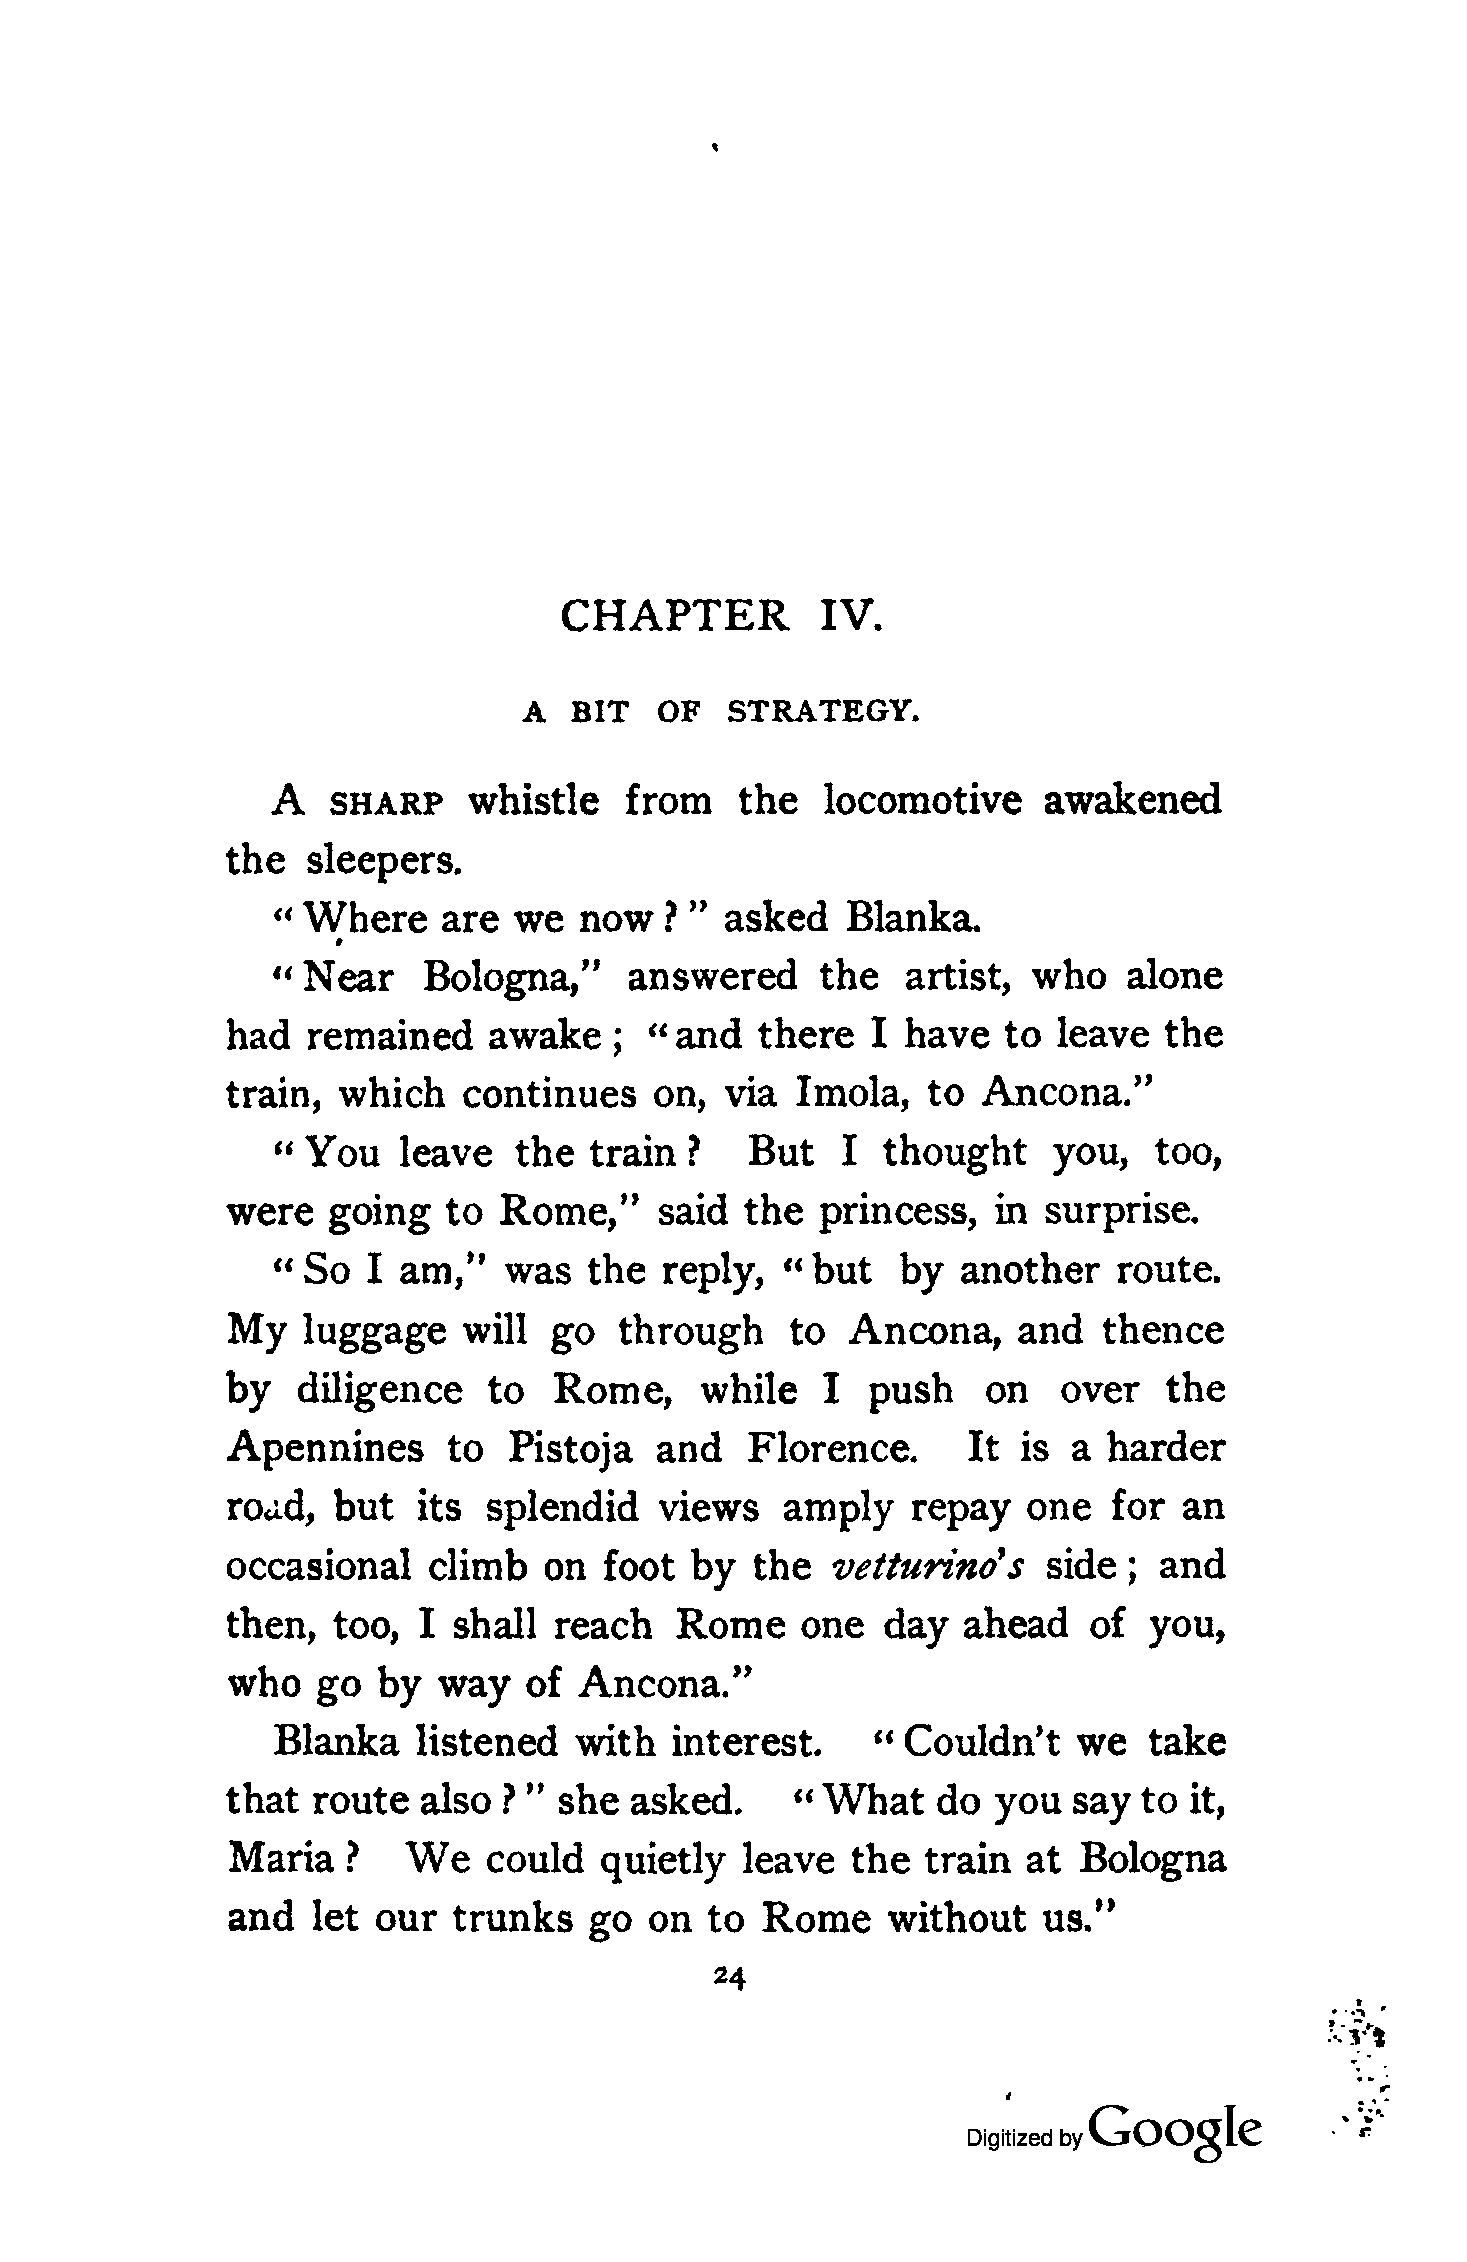 CHAPTER IV.
A BIT OF STRATEGY.
A SHARP whistle from the locomotive awakened
the sleepers.
"Where are we now?" asked Blanka.
"Near Bologna," answered the artist, who alone
had remained awake; "and there I have to leave the
train, which continues on, via Imola, to Ancona."
"You leave the train? But I thought you, too,
were going to Rome," said the princess, in surprise.
"So I am," was the reply, "but by another route.
My luggage will go through to Ancona, and thence
by diligence to Rome, while I push on over the
Apennines to Pistoja and Florence. It is a harder
road, but its splendid views amply repay one for an
occasional climb on foot by the vetturino's side; and
then, too, I shall reach Rome one day ahead of you,
who go by way of Ancona."
Blanka listened with interest. "Couldn't we take
that route also?" she asked. "What do you say to it,
Maria? We could quietly leave the train at Bologna
and let our trunks go on to Rome without us."
24
Digitized by Google